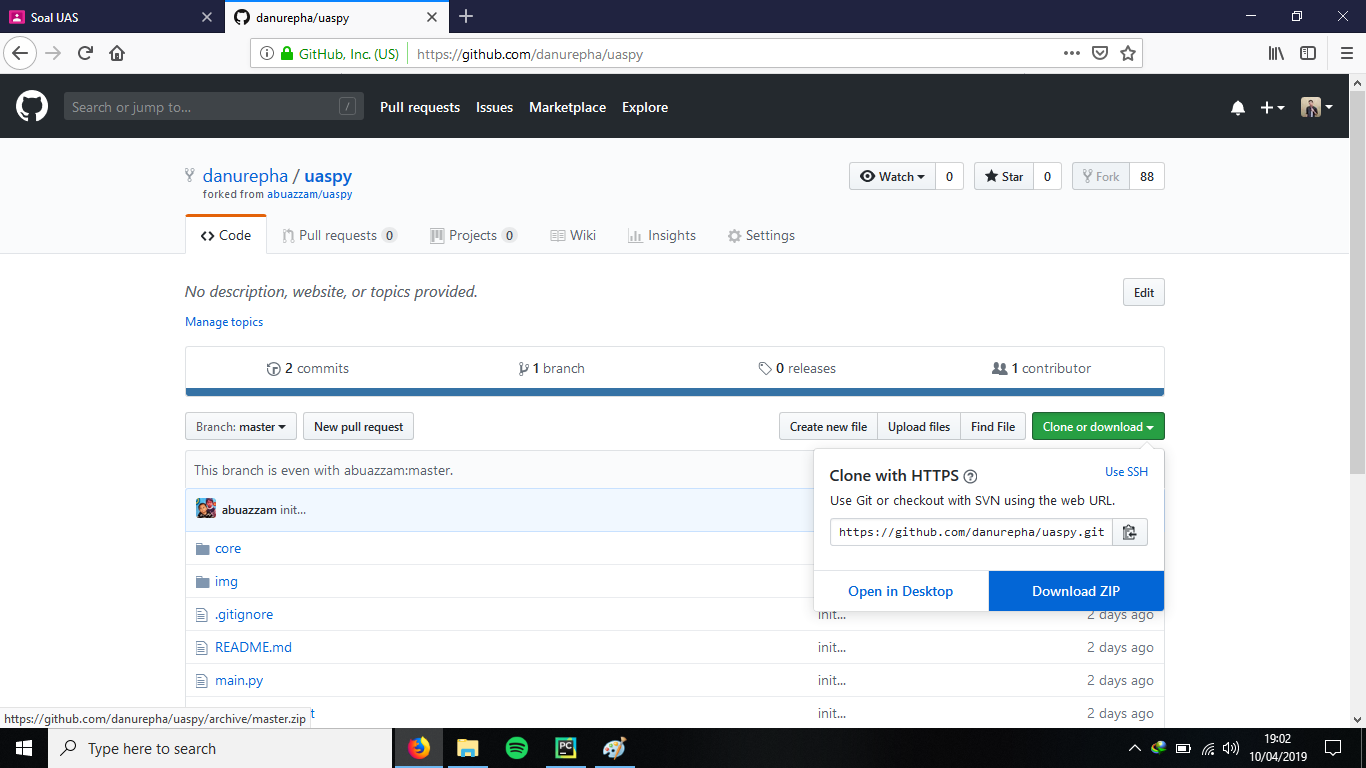 Soal UAS
danurepha/uaspy
GitHub, Inc. (US)
https://github.com/danurepha/uaspy
Search or jump to...
/
Pull requests
Issues
Marketplace
Explore
danurepha / uaspy
forked from abuazzam/uaspy
Watch
0
Star
0
Fork
88
Code
Pull requests 0
Projects 0
Wiki
Insights
Settings
No description, website, or topics provided.
Edit
Manage topics
2 commits
1 branch
0 releases
1 contributor
Branch: master
New pull request
Create new file
Upload files
Find File
Clone or download
This branch is even with abuazzam:master.
Clone with HTTPS
Use SSH
Use Git or checkout with SVN using the web URL.
https://github.com/danurepha/uaspy.git
Open in Desktop
Download ZIP
abuazzam init...
core
img
.gitignore
init...
2 days ago
README.md
init...
2 days ago
main.py
init...
2 days ago
init...
2 days ago
https://github.com/danurepha/uaspy/archive/master.zip
Type here to search
PC
19:02
10/04/2019